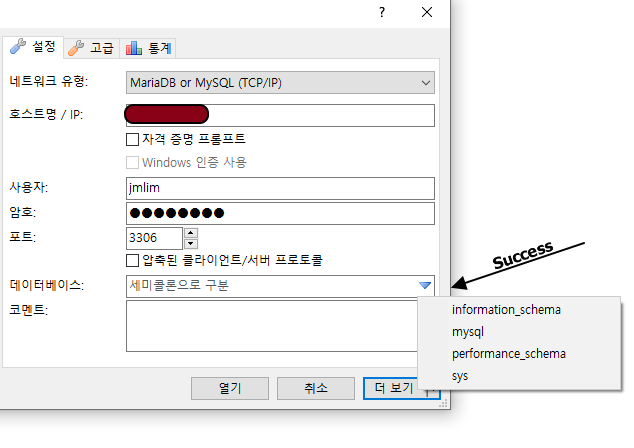 ?
설정 고급 통계
네트워크 유형: MariaDB or MySQL (TCP/IP)
호스트명 / IP:
자격 증명 프롬프트
Windows 인증 사용
사용자: jmlim
암호: ●●●●●●●●
포트: 3306
압축된 클라이언트/서버 프로토콜
Success
데이터베이스: 세미콜론으로 구분
코멘트:
information_schema
mysql
performance_schema
sys
열기 취소 더 보기